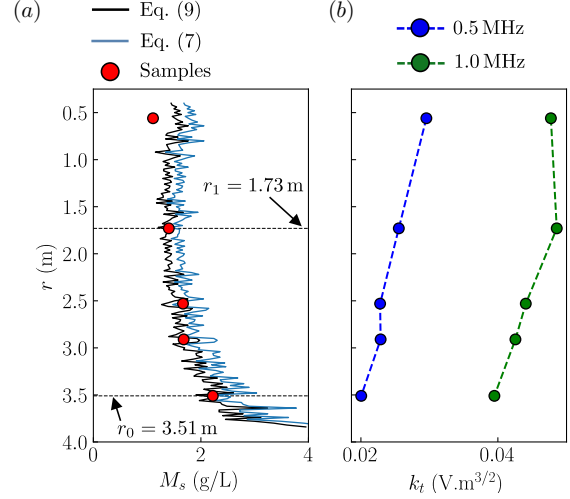 (a)
Eq. (9)
Eq. (7)
Samples
0.5
1.0
1.5
2.0
2.5
3.0
3.5
4.0
r (m)
r₁ = 1.73 m
r₀ = 3.51 m
0
2
4
Mₛ (g/L)
(b)
0.5 MHz
1.0 MHz
0.02
0.04
kₜ (V.m³ᐟ²)